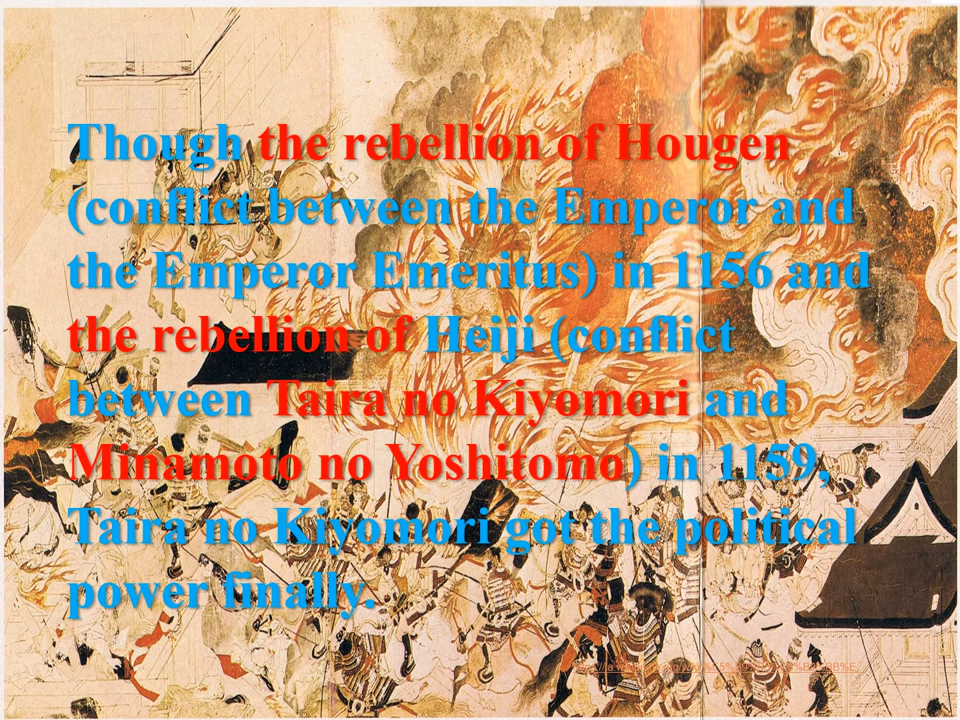 Though the rebellion of Hougen
(conflict between the Emperor and
the Emperor Emeritus) in 1156 and
the rebellion of Heiji (conflict
between Taira no Kiyomori and
Minamoto no Yoshitomo) in 1159,
Taira no Kiyomori got the political
power finally.